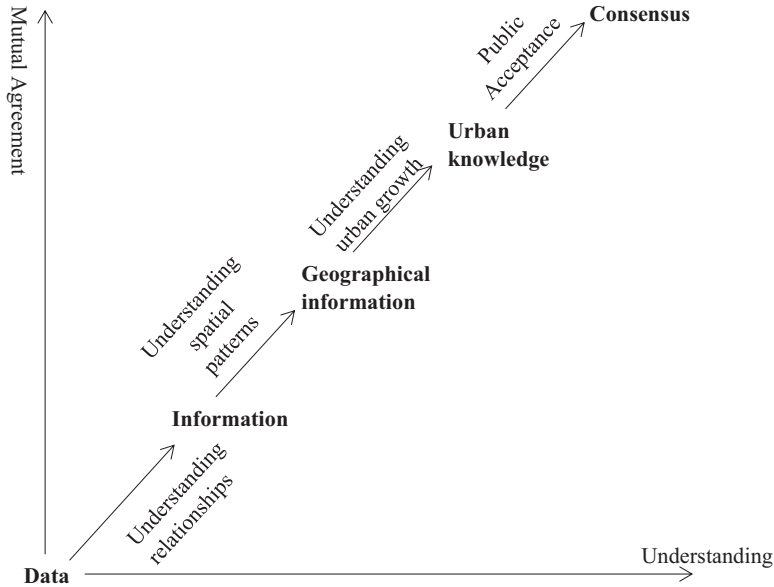 Consensus
Public
Acceptance
Mutual Agreement
Urban
knowledge
Understanding
urban growth
Geographical
information
Understanding
spatial
patterns
Information
Understanding
relationships
Understanding
Data